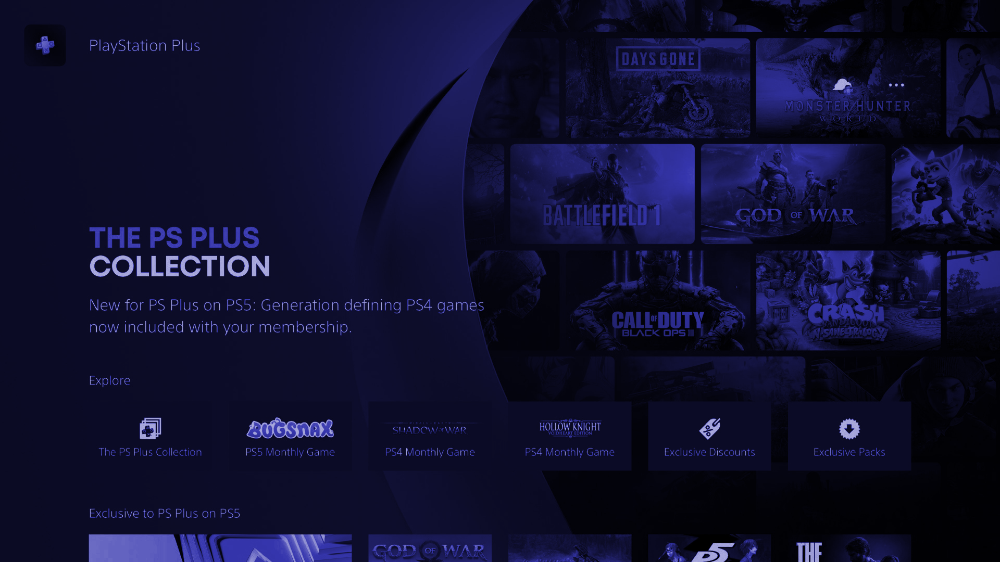 PlayStation Plus
DAYS GONE
MONSTER HUNTER
WORLD
BATTLEFIELD 1
GOD OF WAR
THE PS PLUS
COLLECTION
New for PS Plus on PS5: Generation defining PS4 games
now included with your membership.
CALL OF DUTY
BLACK OPS III
CRASH
BANDICOOT
N.SANE TRILOGY
Explore
The PS Plus Collection
BUGSNAX
PS5 Monthly Game
MIDDLE-EARTH
SHADOW OF WAR
PS4 Monthly Game
HOLLOW KNIGHT
VOIDHEART EDITION
PS4 Monthly Game
Exclusive Discounts
Exclusive Packs
Exclusive to PS Plus on PS5
GOD OF WAR
P5
THE